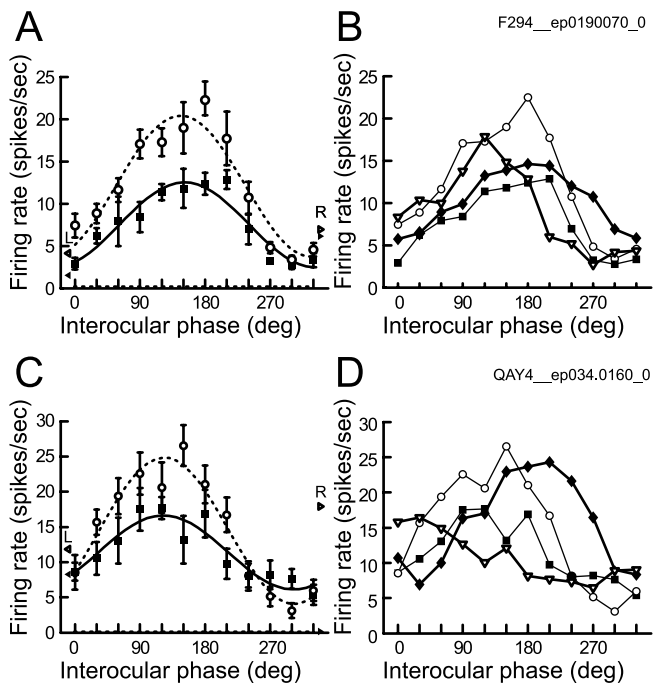 A
B
F294__ep0190070_0
Firing rate (spikes/sec)
25
20
15
10
5
0
L
R
0
90
180
270
Interocular phase (deg)
Firing rate (spikes/sec)
25
20
15
10
5
0
0
90
180
270
Interocular phase (deg)
C
D
QAY4__ep034.0160_0
Firing rate (spikes/sec)
30
25
20
15
10
5
0
L
R
0
90
180
270
Interocular phase (deg)
Firing rate (spikes/sec)
30
25
20
15
10
5
0
0
90
180
270
Interocular phase (deg)